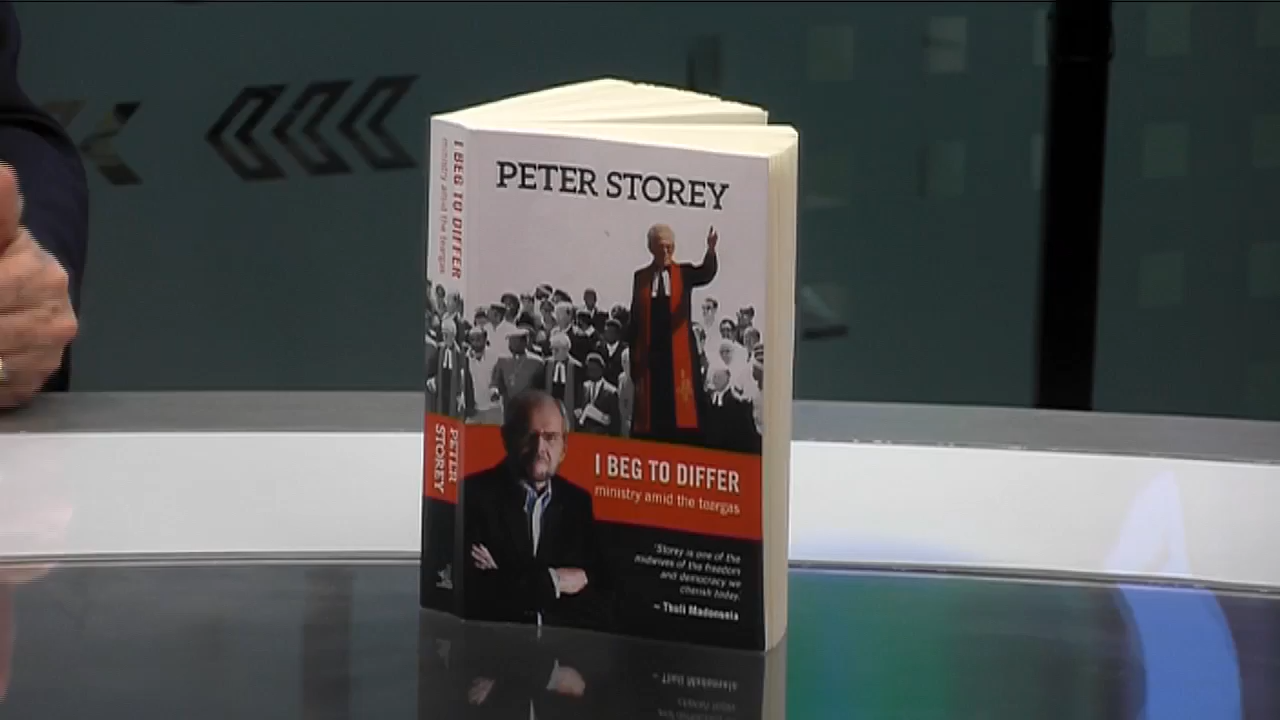 I BEG TO DIFFER
ministry amid the teargas
PETER
STOREY
PETER STOREY
I BEG TO DIFFER
ministry amid the teargas
'Storey is one of the
midwives of the freedom
and democracy we
cherish today.'
– Thuli Madonsela